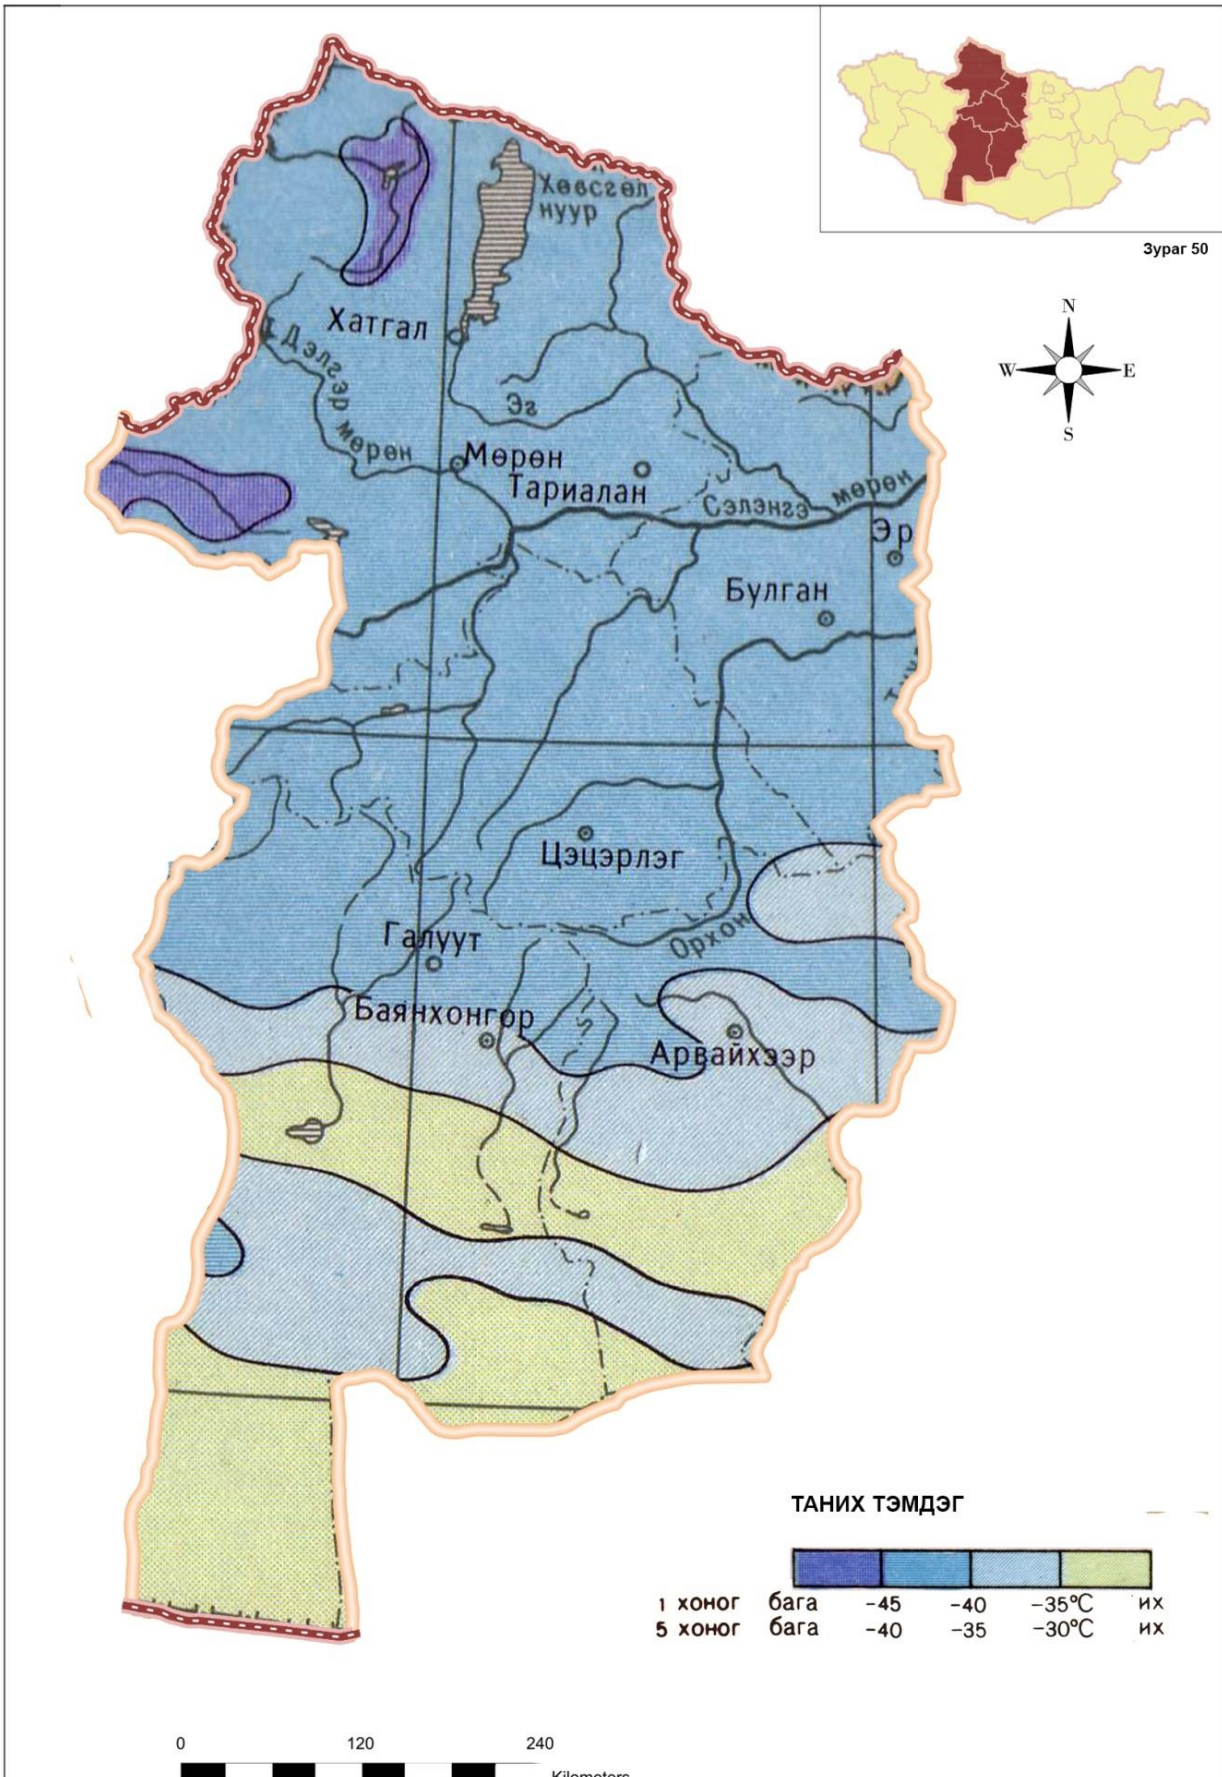 Зураг 50
N
W
E
S
Хөвсгөл
нуур
Хатгал
Дэлгэр мөрөн
Эг
Мөрөн
Тариалан
Сэлэнгэ мөрөн
Эр
Булган
Цэцэрлэг
Орхон
Галуут
Баянхонгор
Арвайхээр
ТАНИХ ТЭМДЭГ
1 хоног бага -45 -40 -35°C их
5 хоног бага -40 -35 -30°C их
0 120 240
Kilometers